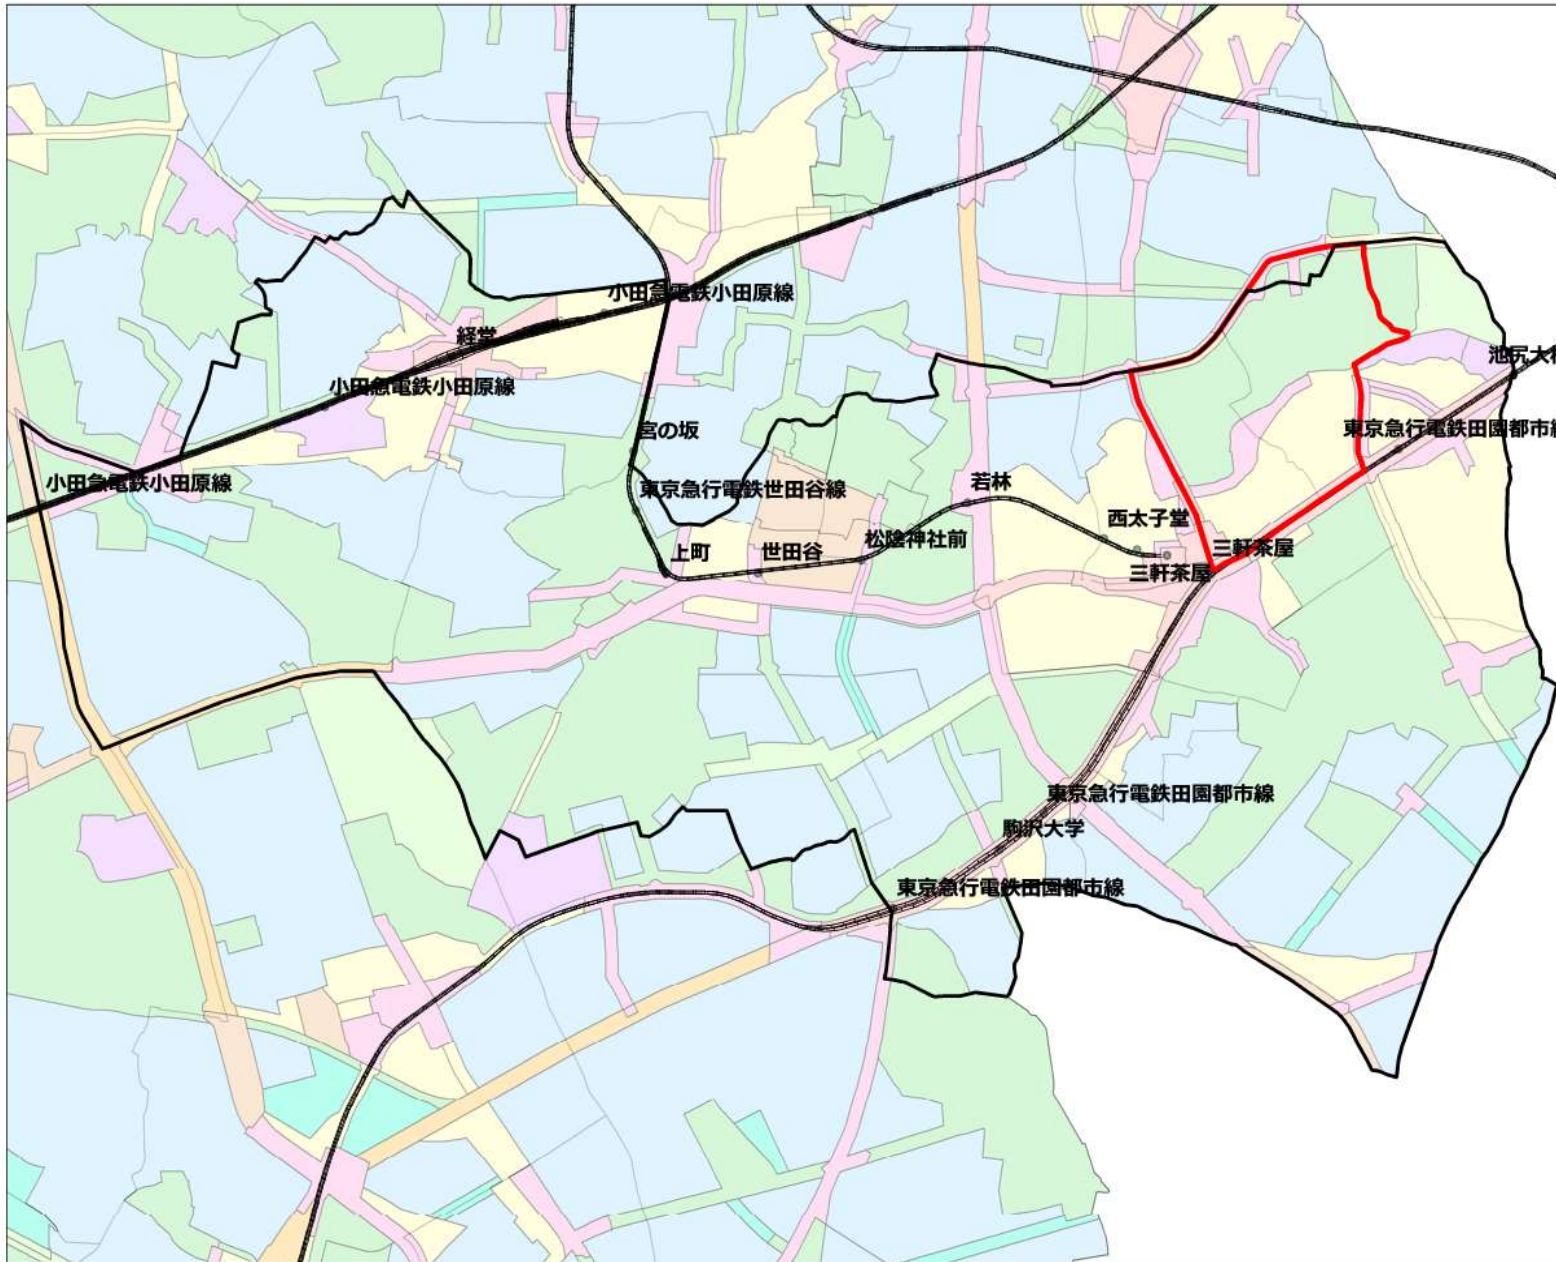 小田急電鉄小田原線
経堂
池尻大
小田急電鉄小田原線
宮の坂
東京急行電鉄田園都市線
小田急電鉄小田原線
東京急行電鉄世田谷線
若林
西太子堂
松陰神社前
三軒茶屋
上町
世田谷
三軒茶屋
東京急行電鉄田園都市線
駒沢大学
東京急行電鉄田園都市線